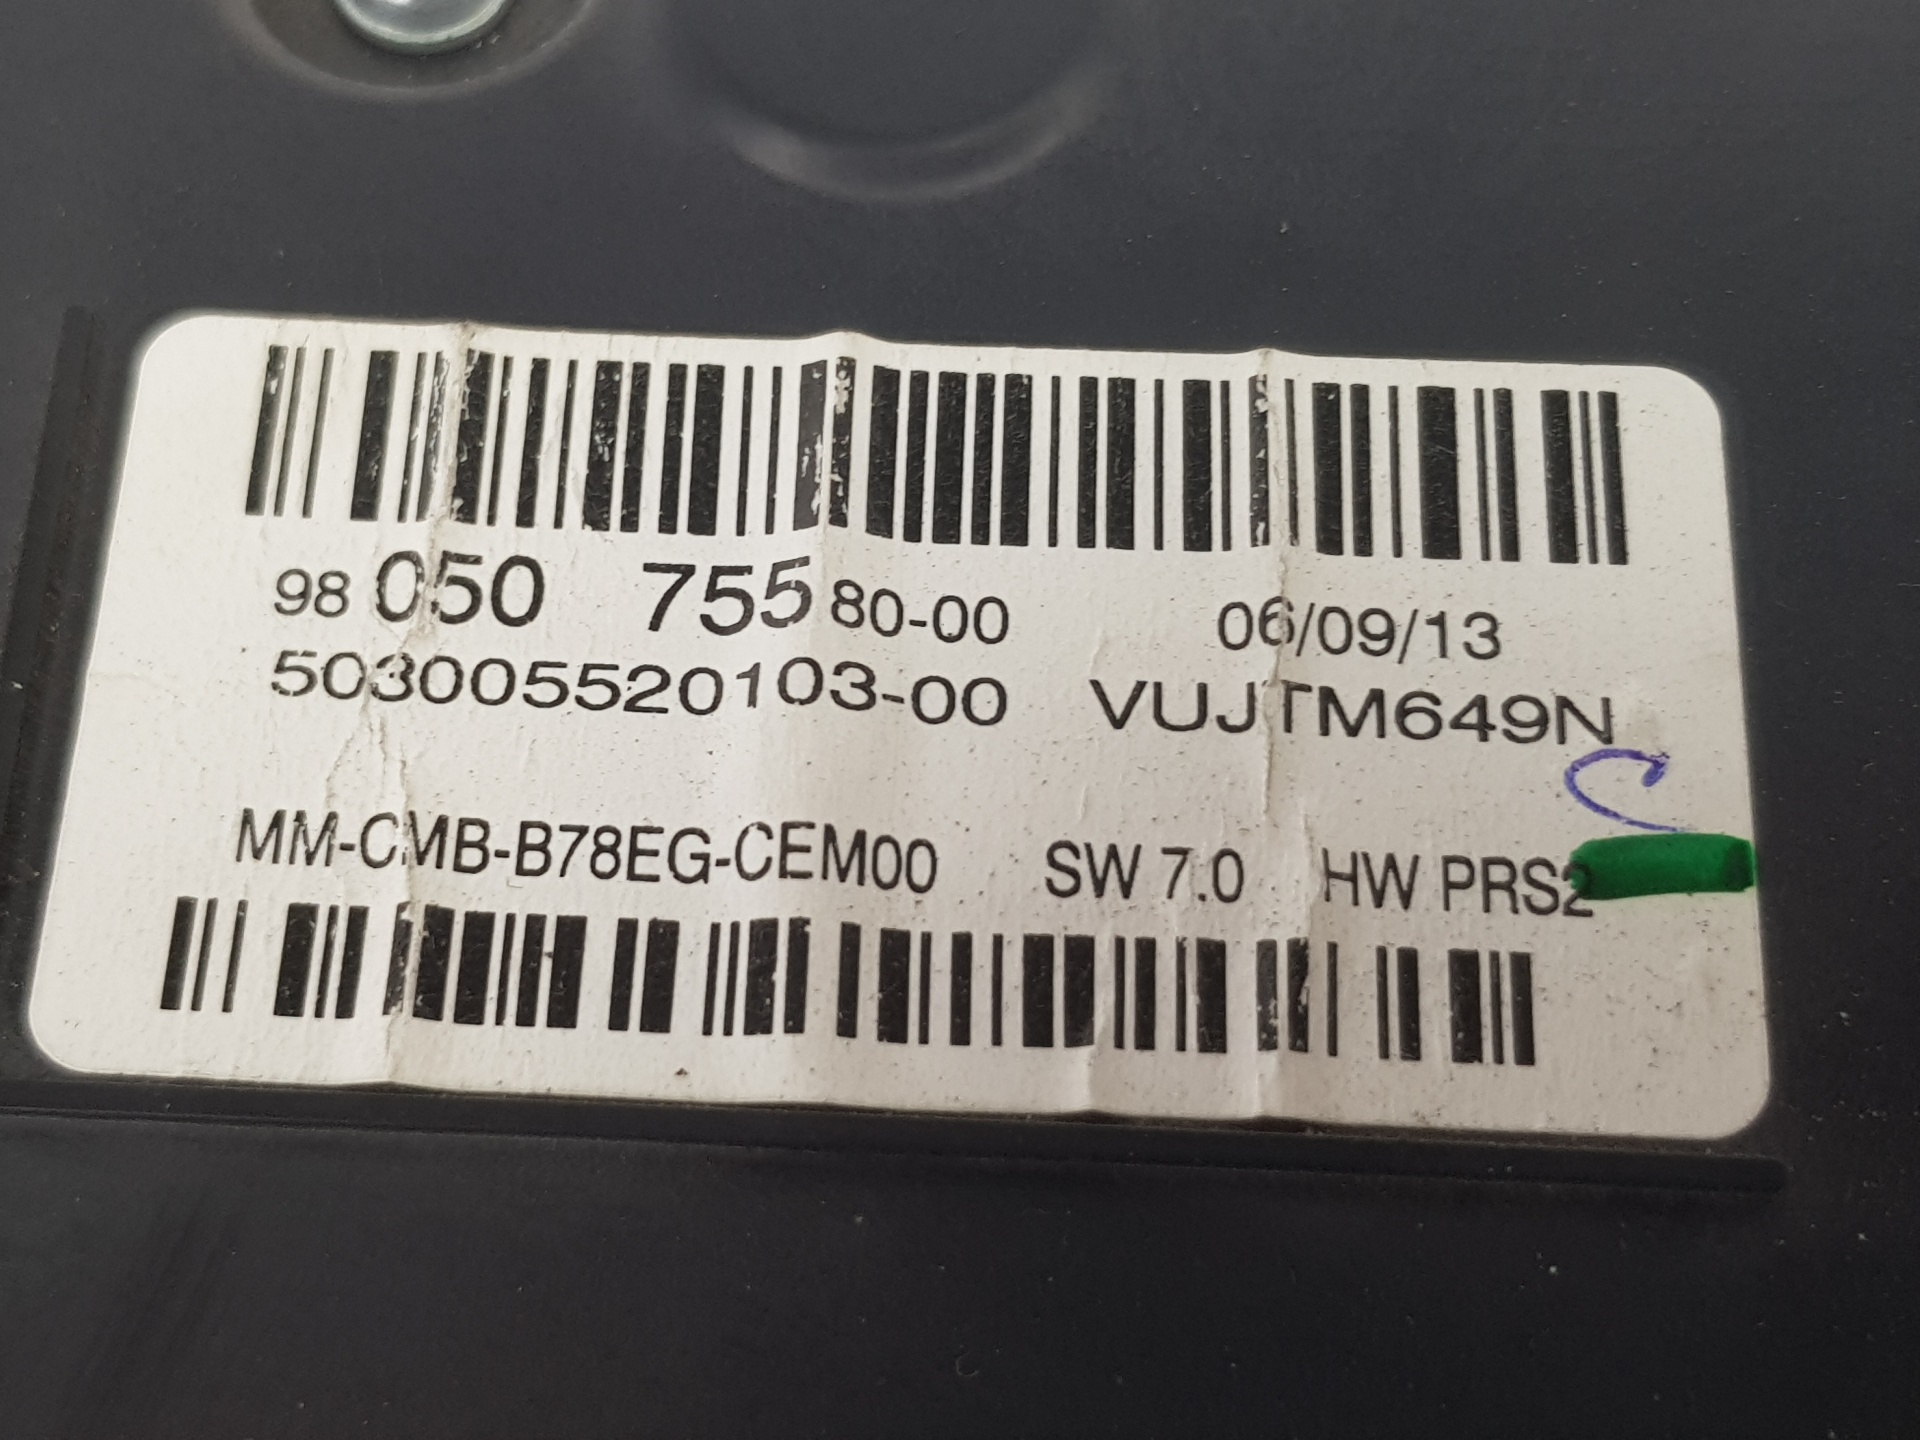 98 050 755 80-00 06/09/13
503005520103-00 VUJTM649N
MM-CMB-B78EG-CEM00 SW 7.0 HW PRS2